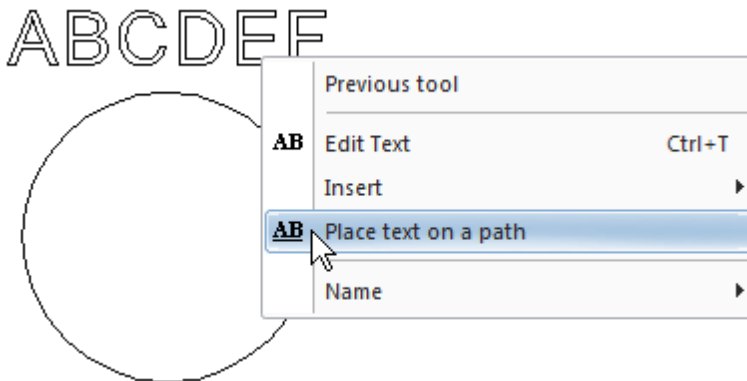 ABCDEF
Previous tool
AB Edit Text Ctrl+T
Insert
AB Place text on a path
Name